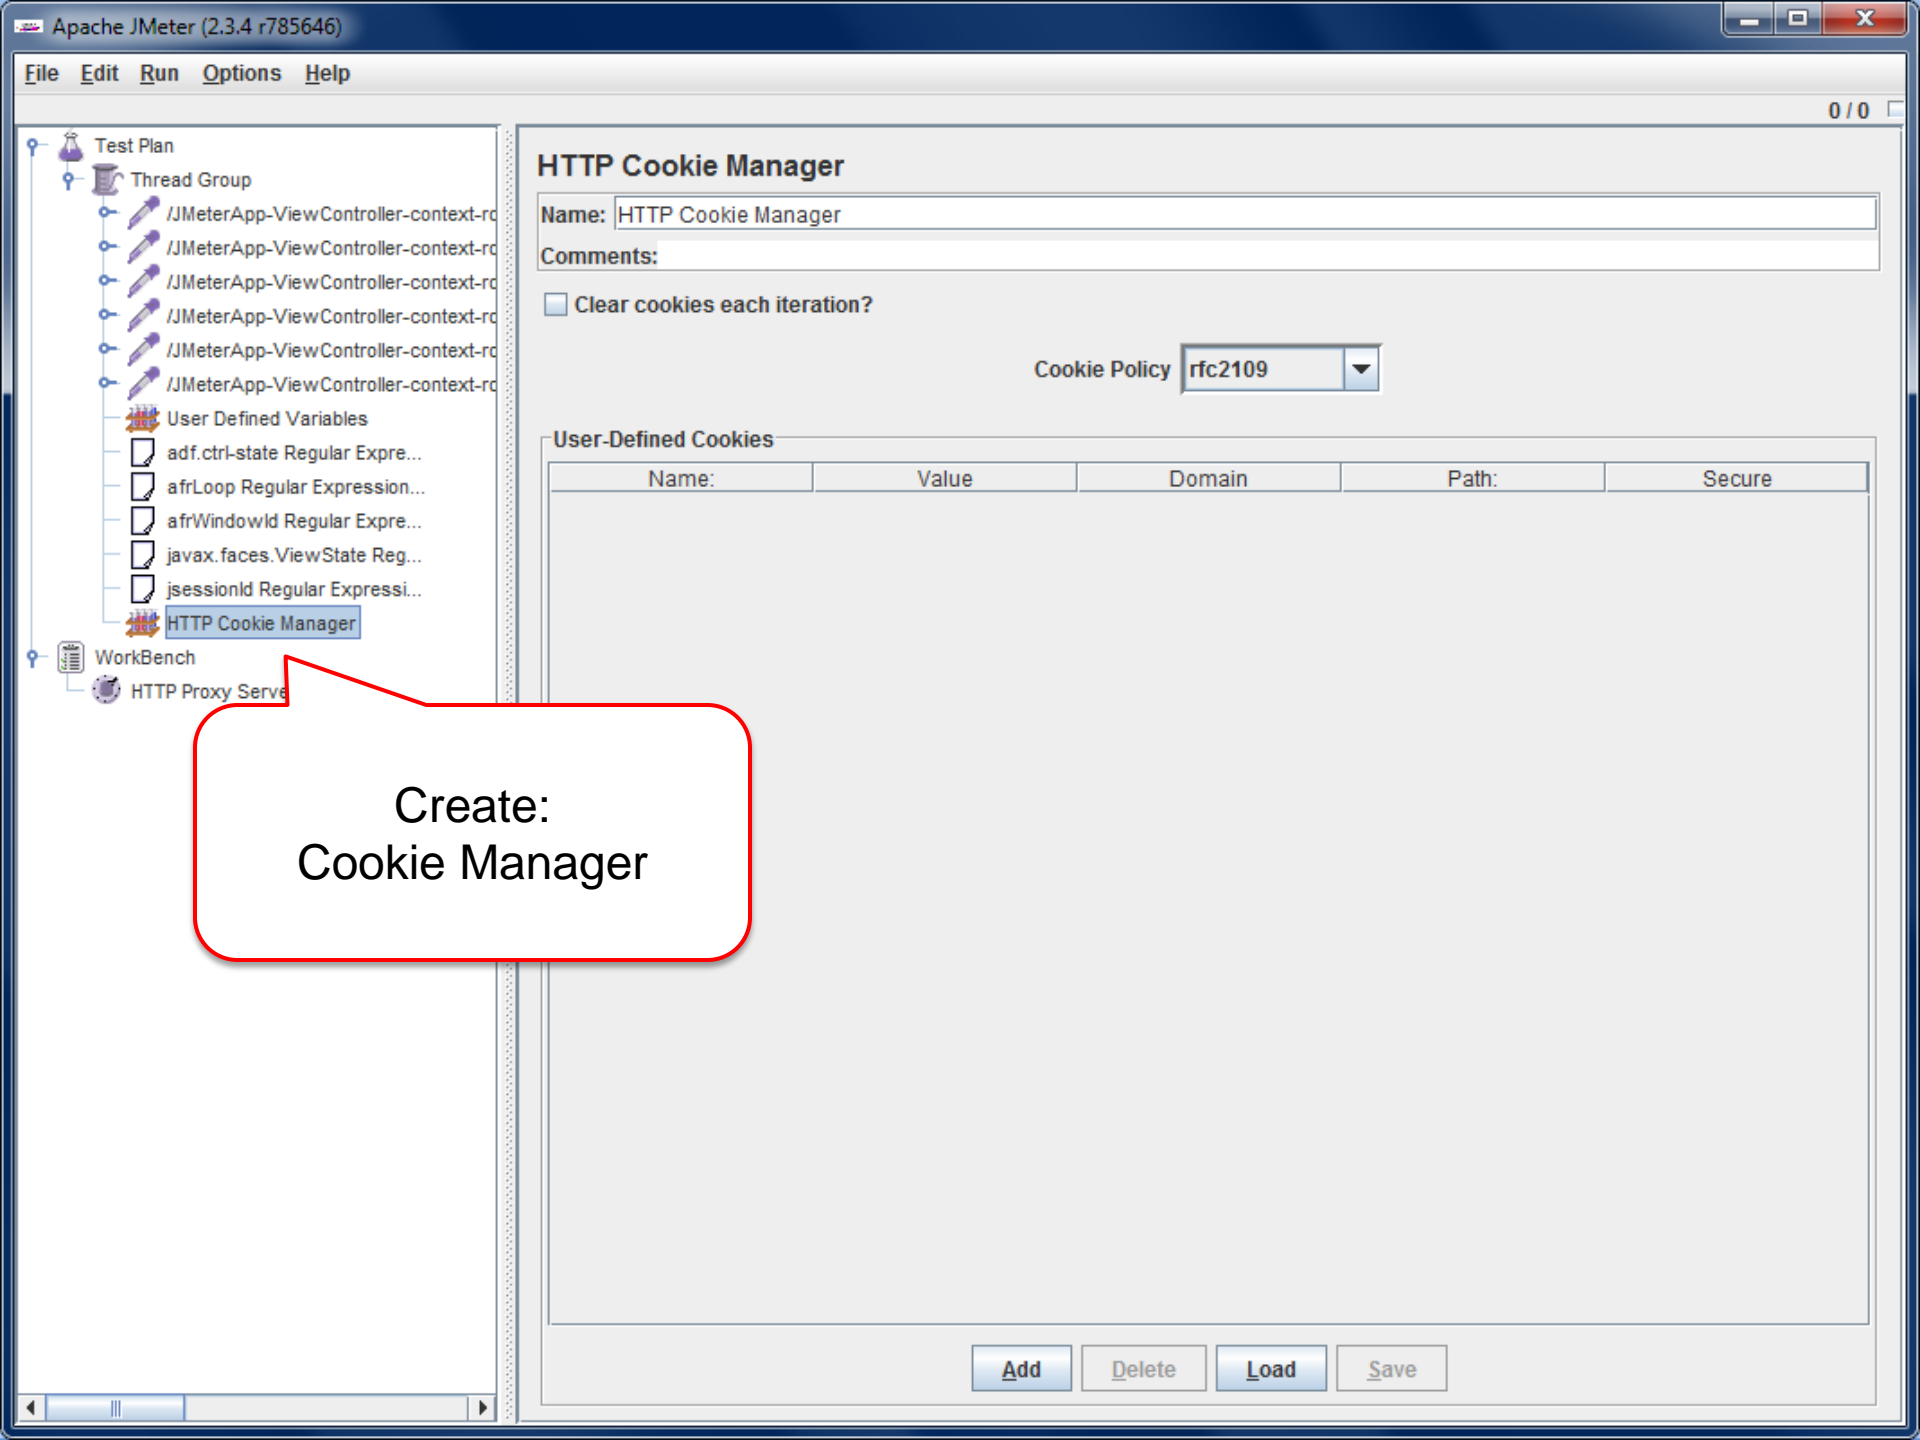 Apache JMeter (2.3.4 r785646)
File Edit Run Options Help
0 / 0
Test Plan
Thread Group
/JMeterApp-ViewController-context-ro
/JMeterApp-ViewController-context-ro
/JMeterApp-ViewController-context-ro
/JMeterApp-ViewController-context-ro
/JMeterApp-ViewController-context-ro
/JMeterApp-ViewController-context-ro
User Defined Variables
adf.ctrl-state Regular Expre...
afrLoop Regular Expression...
afrWindowId Regular Expre...
javax.faces.ViewState Reg...
jsessionId Regular Expressi...
HTTP Cookie Manager
WorkBench
HTTP Proxy Serve
Create:
Cookie Manager
HTTP Cookie Manager
Name: HTTP Cookie Manager
Comments:
Clear cookies each iteration?
Cookie Policy rfc2109
User-Defined Cookies
Name: Value Domain Path: Secure
Add Delete Load Save